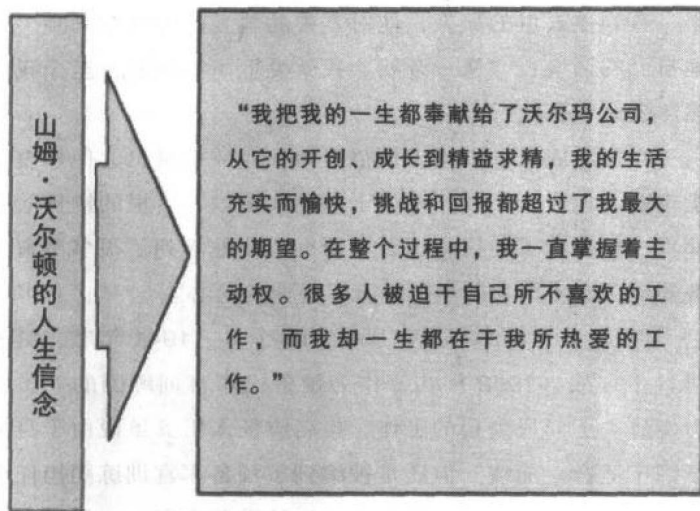 山姆·沃尔顿的人生信念
“我把我的一生都奉献给了沃尔玛公司，
从它的开创、成长到精益求精，我的生活
充实而愉快，挑战和回报都超过了我最大
的期望。在整个过程中，我一直掌握着主
动权。很多人被迫干自己所不喜欢的工
作，而我却一生都在干我所热爱的工
作。”